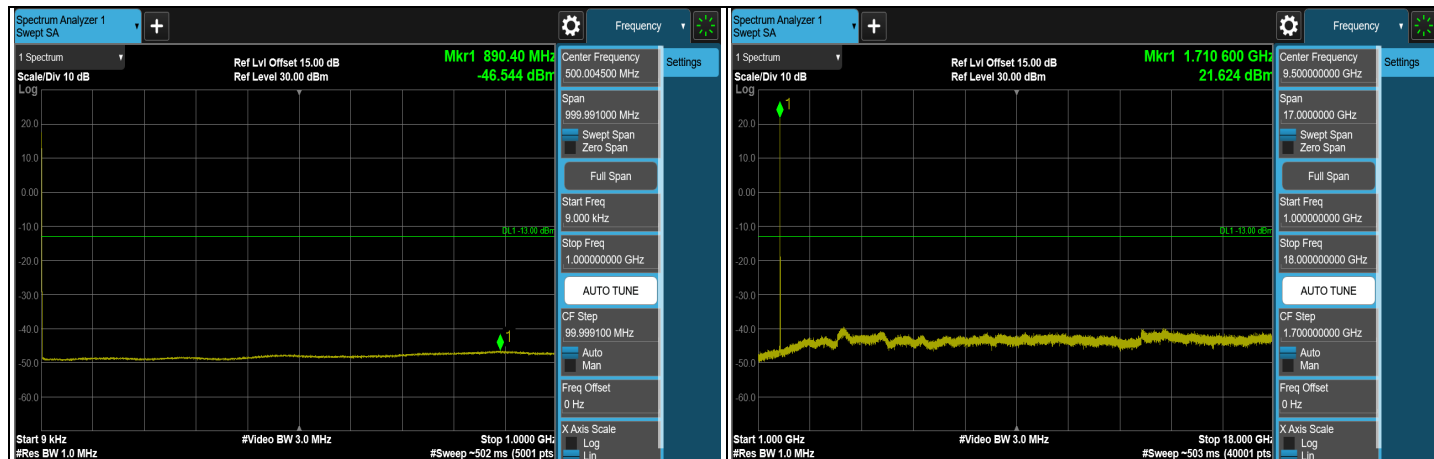 Spectrum Analyzer 1
Swept SA
+
Frequency
1 Spectrum
Scale/Div 10 dB
Log
Ref Lvl Offset 15.00 dB
Ref Level 30.00 dBm
Mkr1 890.40 MHz
-46.544 dBm
1
20.0
10.0
0.00
-10.0
-20.0
-30.0
-40.0
-50.0
-60.0
DL1 -13.00 dBm
Start 9 kHz
#Res BW 1.0 MHz
#Video BW 3.0 MHz
Stop 1.0000 GHz
#Sweep ~502 ms (5001 pts
Center Frequency
500.004500 MHz
Settings
Span
999.991000 MHz
Swept Span
Zero Span
Full Span
Start Freq
9.000 kHz
Stop Freq
1.000000000 GHz
AUTO TUNE
CF Step
99.999100 MHz
Auto
Man
Freq Offset
0 Hz
X Axis Scale
Log
Lin
Spectrum Analyzer 1
Swept SA
+
Frequency
1 Spectrum
Scale/Div 10 dB
Log
Ref Lvl Offset 15.00 dB
Ref Level 30.00 dBm
Mkr1 1.710 600 GHz
21.624 dBm
1
20.0
10.0
0.00
-10.0
-20.0
-30.0
-40.0
-50.0
-60.0
DL1 -13.00 dBm
Start 1.000 GHz
#Res BW 1.0 MHz
#Video BW 3.0 MHz
Stop 18.000 GHz
#Sweep ~503 ms (40001 pts
Center Frequency
9.500000000 GHz
Settings
Span
17.0000000 GHz
Swept Span
Zero Span
Full Span
Start Freq
1.000000000 GHz
Stop Freq
18.000000000 GHz
AUTO TUNE
CF Step
1.700000000 GHz
Auto
Man
Freq Offset
0 Hz
X Axis Scale
Log
Lin